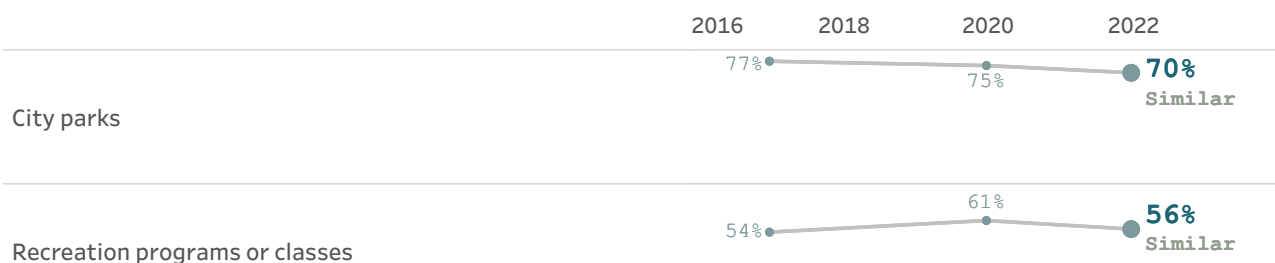 2016 2018 2020 2022
77% 70%
75%
Similar
City parks
61%
54% 56%
Similar
Recreation programs or classes